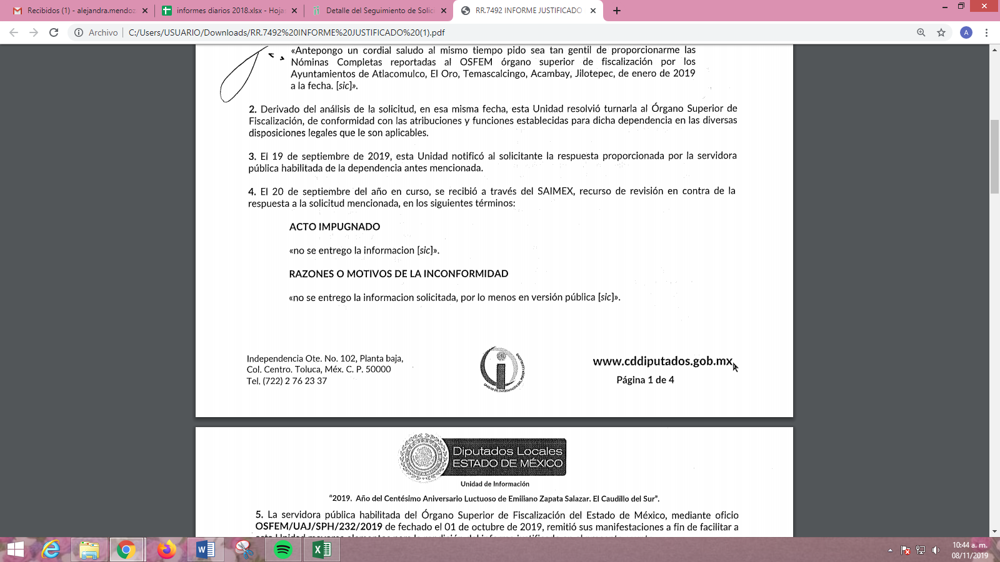 Recibidos (1) - alejandra.mendoz
informes diarios 2018.xlsx - Hoja
Detalle del Seguimiento de Solici
RR.7492 INFORME JUSTIFICADO
Archivo
C:/Users/USUARIO/Downloads/RR.7492%20INFORME%20JUSTIFICADO%20(1).pdf
A
«Antepongo un cordial saludo al mismo tiempo pido sea tan gentil de proporcionarme las
Nóminas Completas reportadas al OSFEM órgano superior de fiscalización por los
Ayuntamientos de Atlacomulco, El Oro, Temascalcingo, Acambay, Jilotepec, de enero de 2019
a la fecha. [sic]».
2. Derivado del análisis de la solicitud, en esa misma fecha, esta Unidad resolvió turnarla al Órgano Superior de
Fiscalización, de conformidad con las atribuciones y funciones establecidas para dicha dependencia en las diversas
disposiciones legales que le son aplicables.
3. El 19 de septiembre de 2019, esta Unidad notificó al solicitante la respuesta proporcionada por la servidora
pública habilitada de la dependencia antes mencionada.
4. El 20 de septiembre del año en curso, se recibió a través del SAIMEX, recurso de revisión en contra de la
respuesta a la solicitud mencionada, en los siguientes términos:
ACTO IMPUGNADO
«no se entrego la informacion [sic]».
RAZONES O MOTIVOS DE LA INCONFORMIDAD
«no se entrego la informacion solicitada, por lo menos en versión pública [sic]».
Independencia Ote. No. 102, Planta baja,
Col. Centro. Toluca, Méx. C. P. 50000
Tel. (722) 2 76 23 37
www.cddiputados.gob.mx
Página 1 de 4
Diputados Locales
ESTADO DE MÉXICO
Unidad de Información
"2019. Año del Centésimo Aniversario Luctuoso de Emiliano Zapata Salazar. El Caudillo del Sur".
5. La servidora pública habilitada del Órgano Superior de Fiscalización del Estado de México, mediante oficio
OSFEM/UAJ/SPH/232/2019 de fechado el 01 de octubre de 2019, remitió sus manifestaciones a fin de facilitar a
10:44 a. m.
08/11/2019